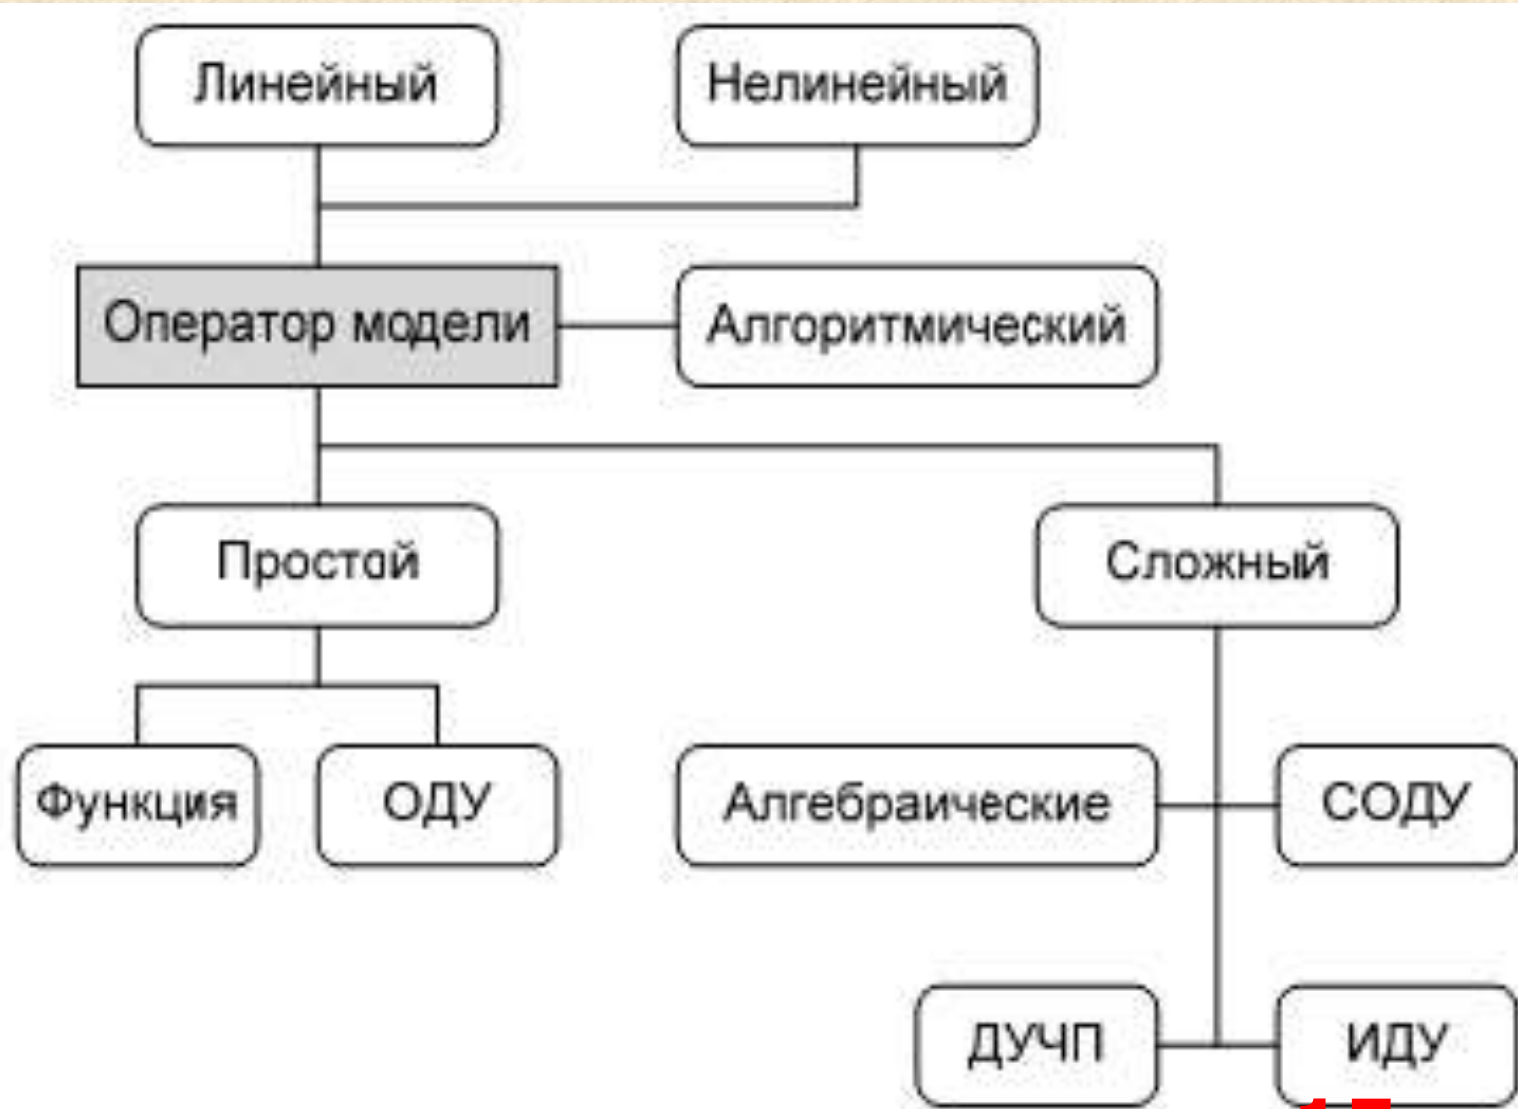 Линейный
Нелинейный
Оператор модели
Алгоритмический
Простой
Сложный
Функция
ОДУ
Алгебраические
СОДУ
ДУЧП
ИДУ